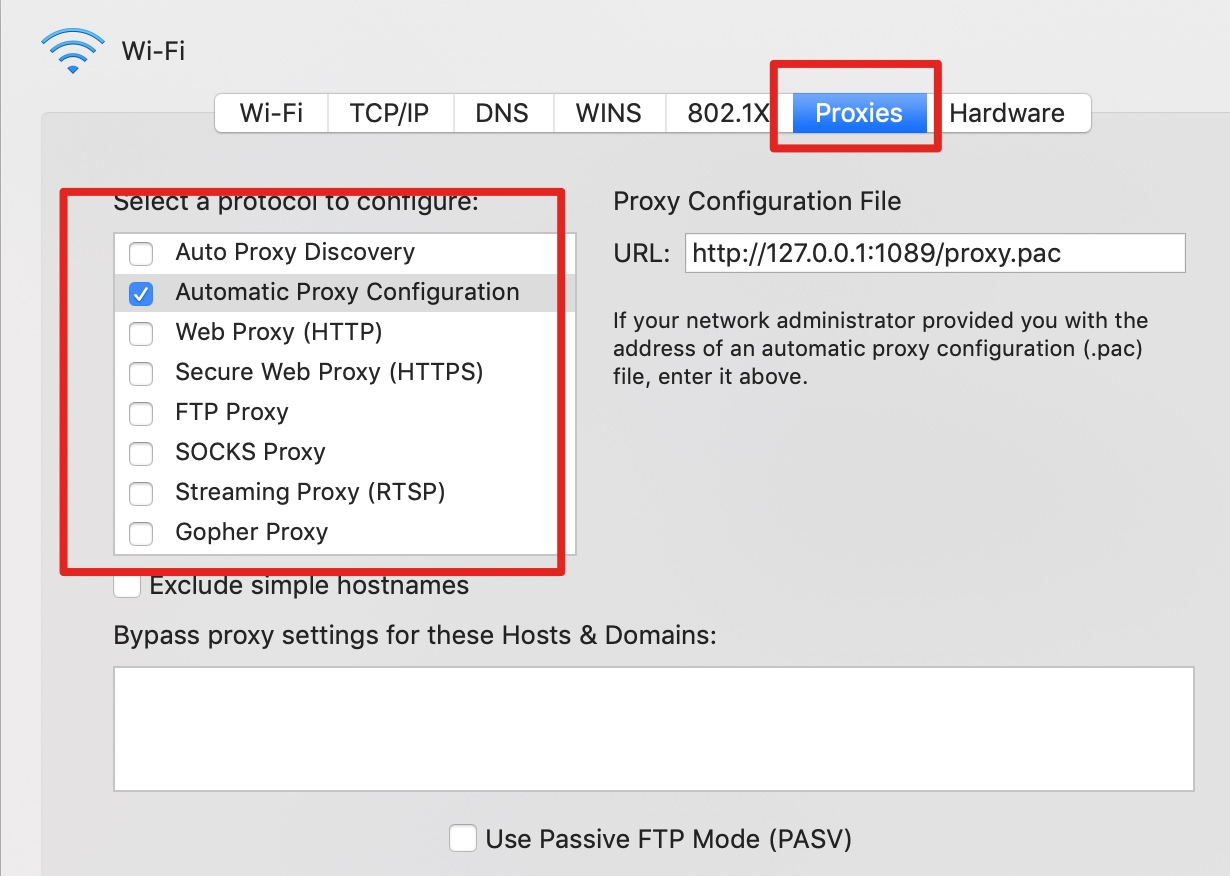 Wi-Fi
Wi-Fi TCP/IP DNS WINS 802.1X Proxies Hardware
Select a protocol to configure:
Auto Proxy Discovery
Automatic Proxy Configuration
Web Proxy (HTTP)
Secure Web Proxy (HTTPS)
FTP Proxy
SOCKS Proxy
Streaming Proxy (RTSP)
Gopher Proxy
Exclude simple hostnames
Proxy Configuration File
URL: http://127.0.0.1:1089/proxy.pac
If your network administrator provided you with the
address of an automatic proxy configuration (.pac)
file, enter it above.
Bypass proxy settings for these Hosts & Domains:
Use Passive FTP Mode (PASV)